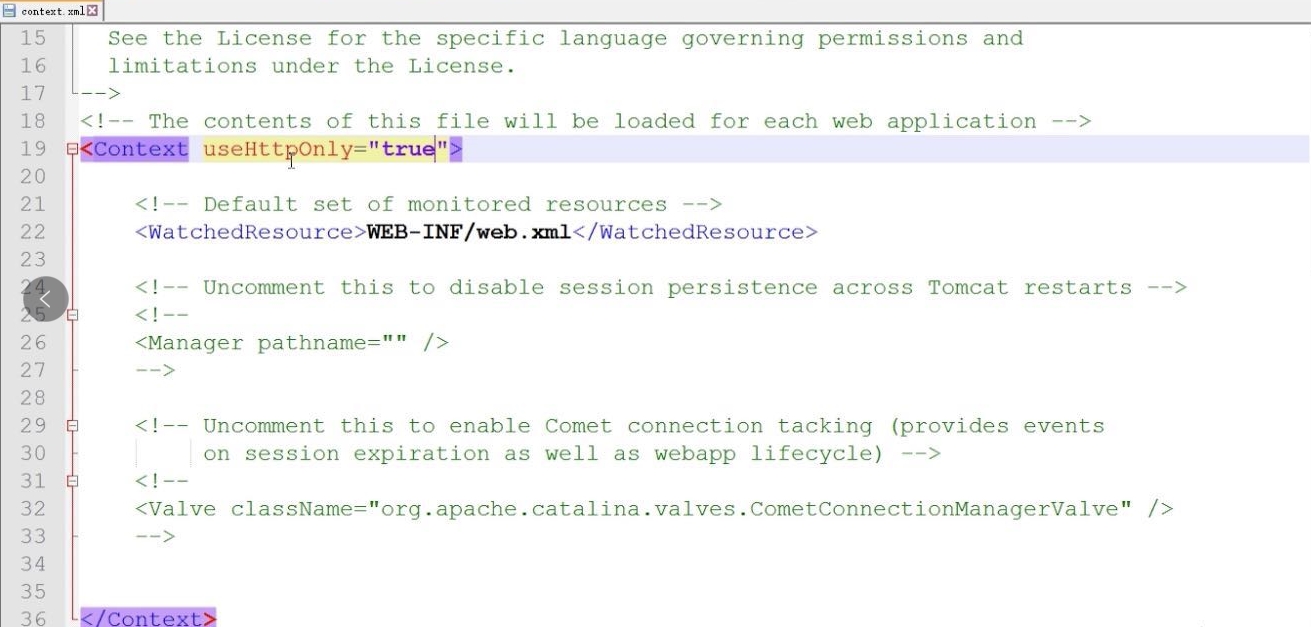 context.xml
15 See the License for the specific language governing permissions and
16 limitations under the License.
17 -->
18 <!-- The contents of this file will be loaded for each web application -->
19 <Context useHttpOnly="true">
20
21 <!-- Default set of monitored resources -->
22 <WatchedResource>WEB-INF/web.xml</WatchedResource>
23
24 <!-- Uncomment this to disable session persistence across Tomcat restarts -->
25 <!--
26 <Manager pathname="" />
27 -->
28
29 <!-- Uncomment this to enable Comet connection tacking (provides events
30 on session expiration as well as webapp lifecycle) -->
31 <!--
32 <Valve className="org.apache.catalina.valves.CometConnectionManagerValve" />
33 -->
34
35
36 </Context>